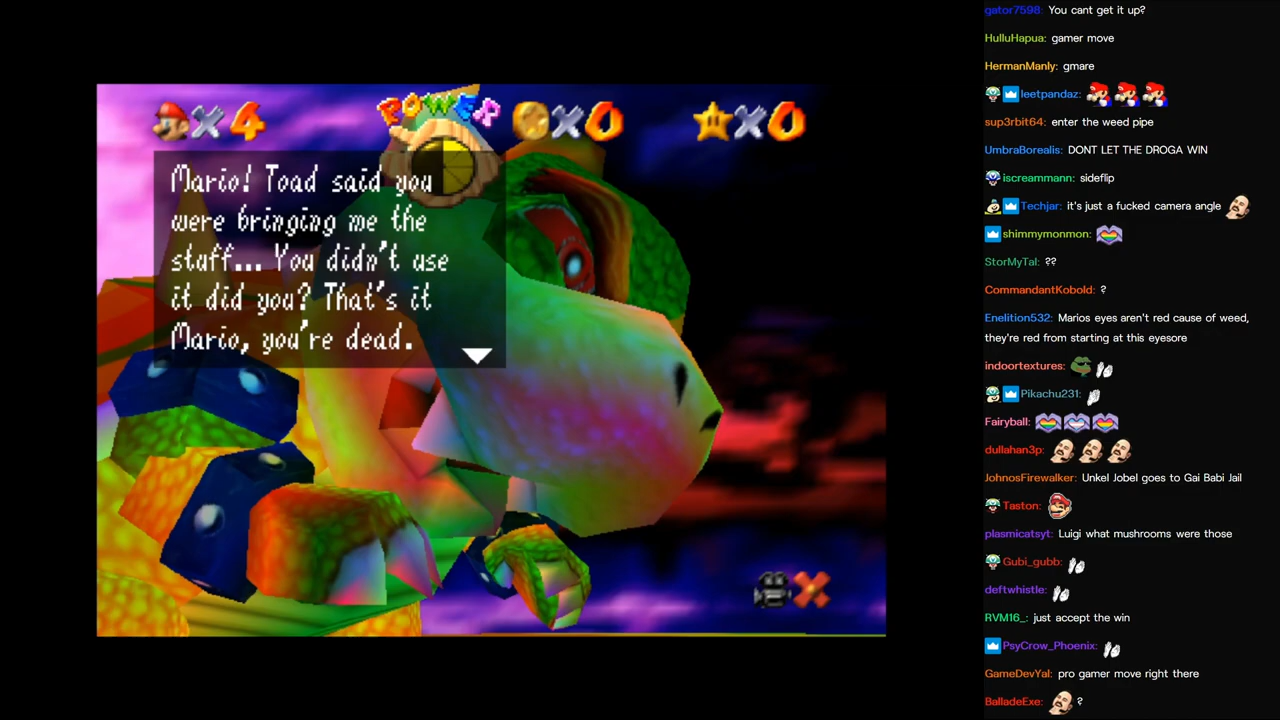 ×4
POWER
×0
×0
Mario! Toad said you
were bringing me the
staff... You didn't use
it did you? That's it
Mario, you're dead.
gator7598: You cant get it up?
HulluHapua: gamer move
HermanManly: gmare
leetpandaz:
sup3rbit64: enter the weed pipe
UmbraBorealis: DONT LET THE DROGA WIN
iscreammann: sideflip
Techjar: it's just a fucked camera angle
shimmymonmon:
StorMyTal: ??
CommandantKobold: ?
Enelition532: Marios eyes aren't red cause of weed,
they're red from starting at this eyesore
indoortextures:
Pikachu231:
Fairyball:
dullahan3p:
JohnosFirewalker: Unkel Jobel goes to Gai Babi Jail
Taston:
plasmicatsyt: Luigi what mushrooms were those
Gubi_gubb:
deftwhistle:
RVM16_: just accept the win
PsyCrow_Phoenix:
GameDevYal: pro gamer move right there
BalladeExe: ?